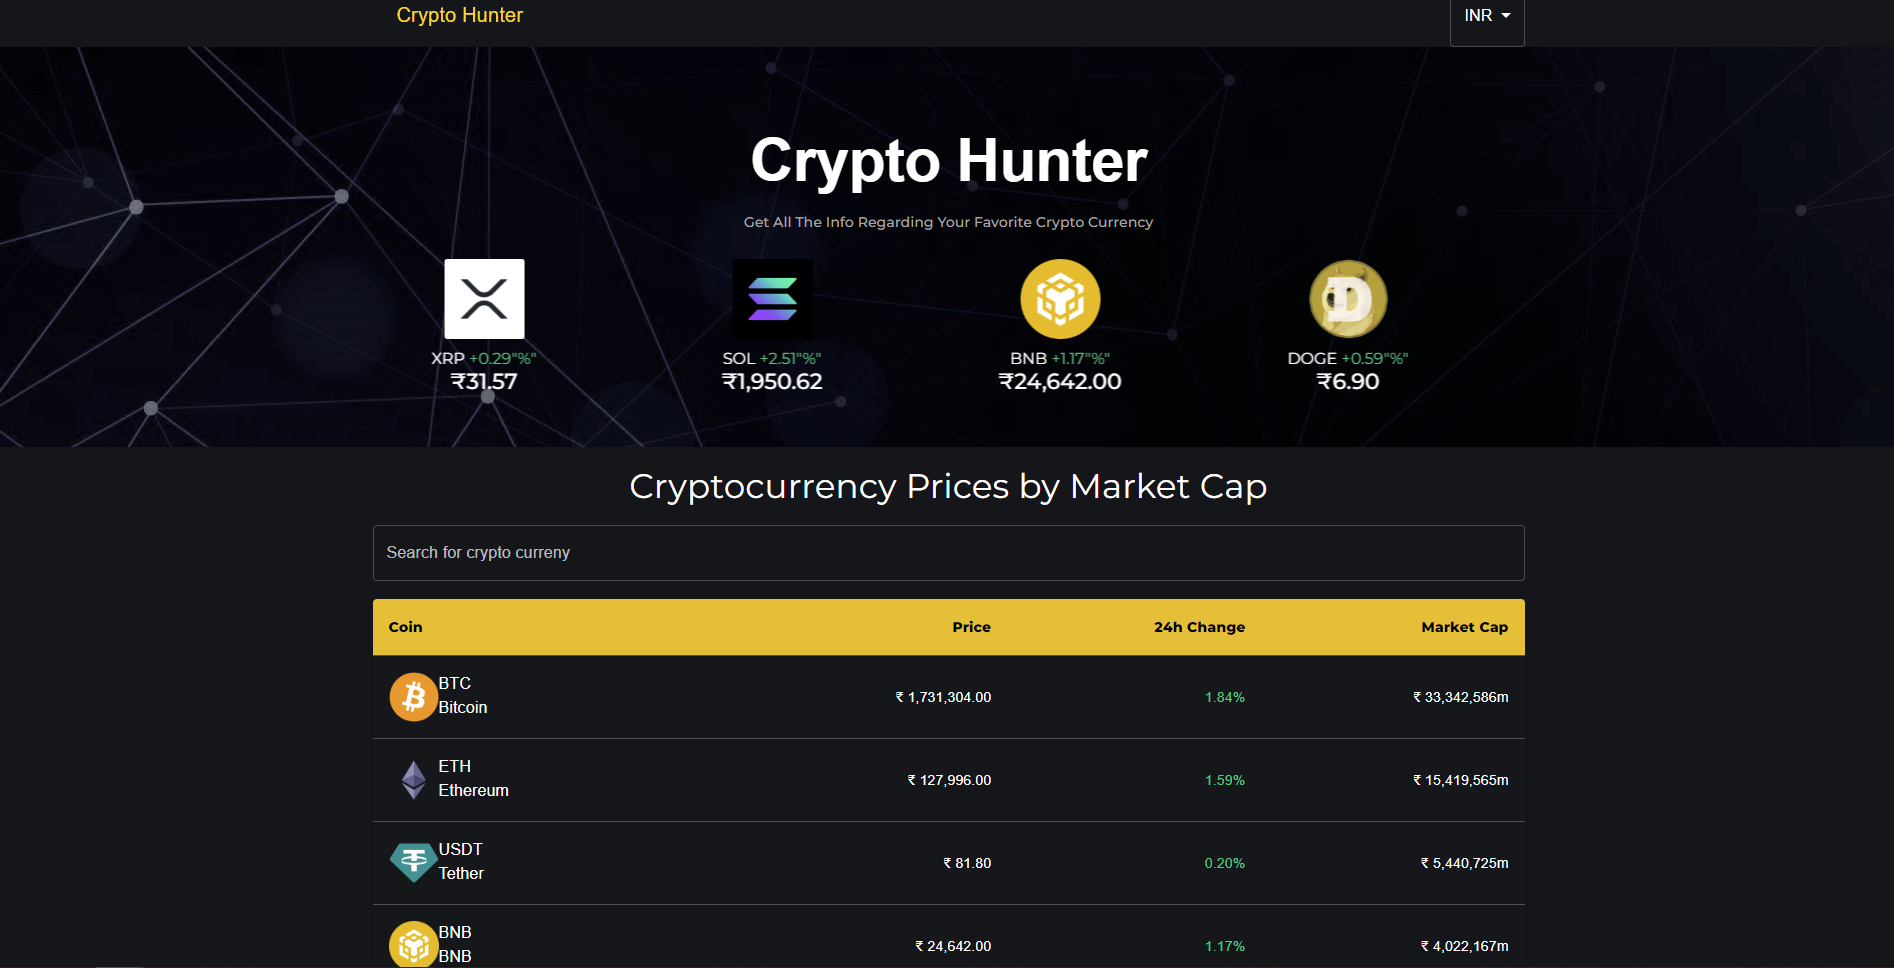 Crypto Hunter
INR
Crypto Hunter
Get All The Info Regarding Your Favorite Crypto Currency
XRP +0.29"%"
₹31.57
SOL +2.51"%"
₹1,950.62
BNB +1.17"%"
₹24,642.00
DOGE +0.59"%"
₹6.90
Cryptocurrency Prices by Market Cap
Search for crypto curreny
Coin Price 24h Change Market Cap
BTC
Bitcoin
₹ 1,731,304.00 1.84% ₹ 33,342,586m
ETH
Ethereum
₹ 127,996.00 1.59% ₹ 15,419,565m
USDT
Tether
₹ 81.80 0.20% ₹ 5,440,725m
BNB
BNB
₹ 24,642.00 1.17% ₹ 4,022,167m